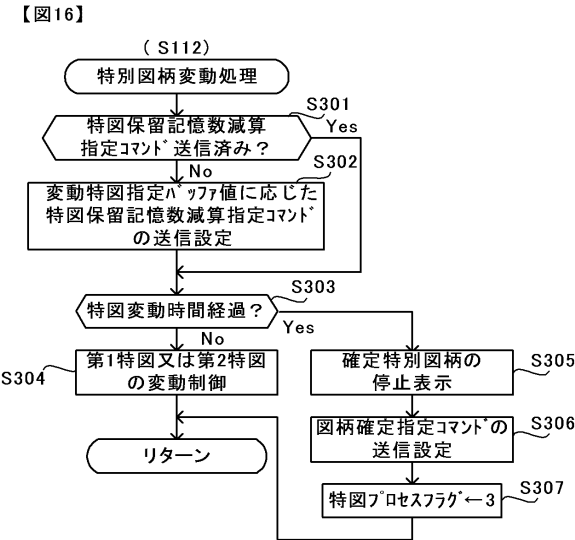 【図16】
( S112)
特別図柄変動処理
S301
特図保留記憶数減算
指定ｺﾏﾝﾄﾞ送信済み？
Yes
No
S302
変動特図指定ﾊﾞｯﾌｧ値に応じた
特図保留記憶数減算指定ｺﾏﾝﾄﾞ
の送信設定
S303
特図変動時間経過？
Yes
No
S304
第1特図又は第2特図
の変動制御
リターン
確定特別図柄の
停止表示
S305
図柄確定指定ｺﾏﾝﾄﾞの
送信設定
S306
特図ﾌﾟﾛｾｽﾌﾗｸﾞ←3
S307